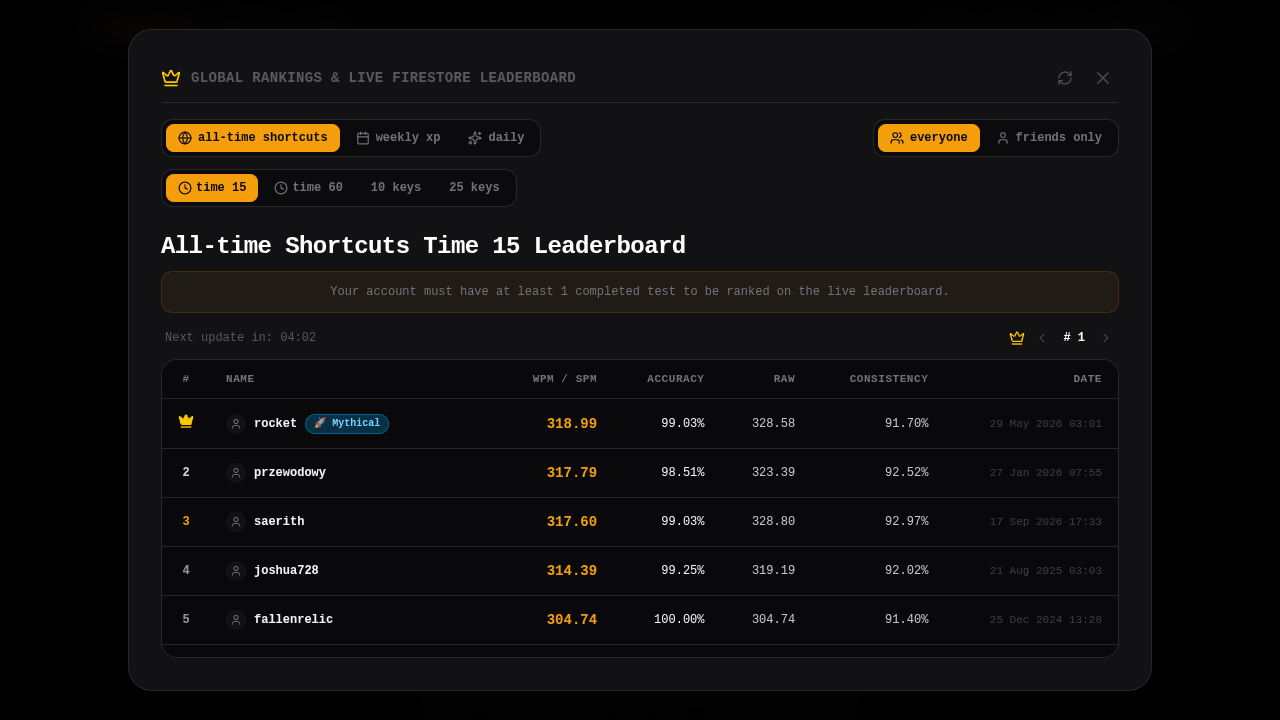 GLOBAL RANKINGS & LIVE FIRESTORE LEADERBOARD
all-time shortcuts weekly xp daily everyone friends only
time 15 time 60 10 keys 25 keys
All-time Shortcuts Time 15 Leaderboard
Your account must have at least 1 completed test to be ranked on the live leaderboard.
Next update in: 04:02 # 1
# NAME WPM / SPM ACCURACY RAW CONSISTENCY DATE
rocket 🚀 Mythical 318.99 99.03% 328.58 91.70% 29 May 2026 03:01
2 przewodowy 317.79 98.51% 323.39 92.52% 27 Jan 2026 07:55
3 saerith 317.60 99.03% 328.80 92.97% 17 Sep 2026 17:33
4 joshua728 314.39 99.25% 319.19 92.02% 21 Aug 2025 03:03
5 fallenrelic 304.74 100.00% 304.74 91.40% 25 Dec 2024 13:28